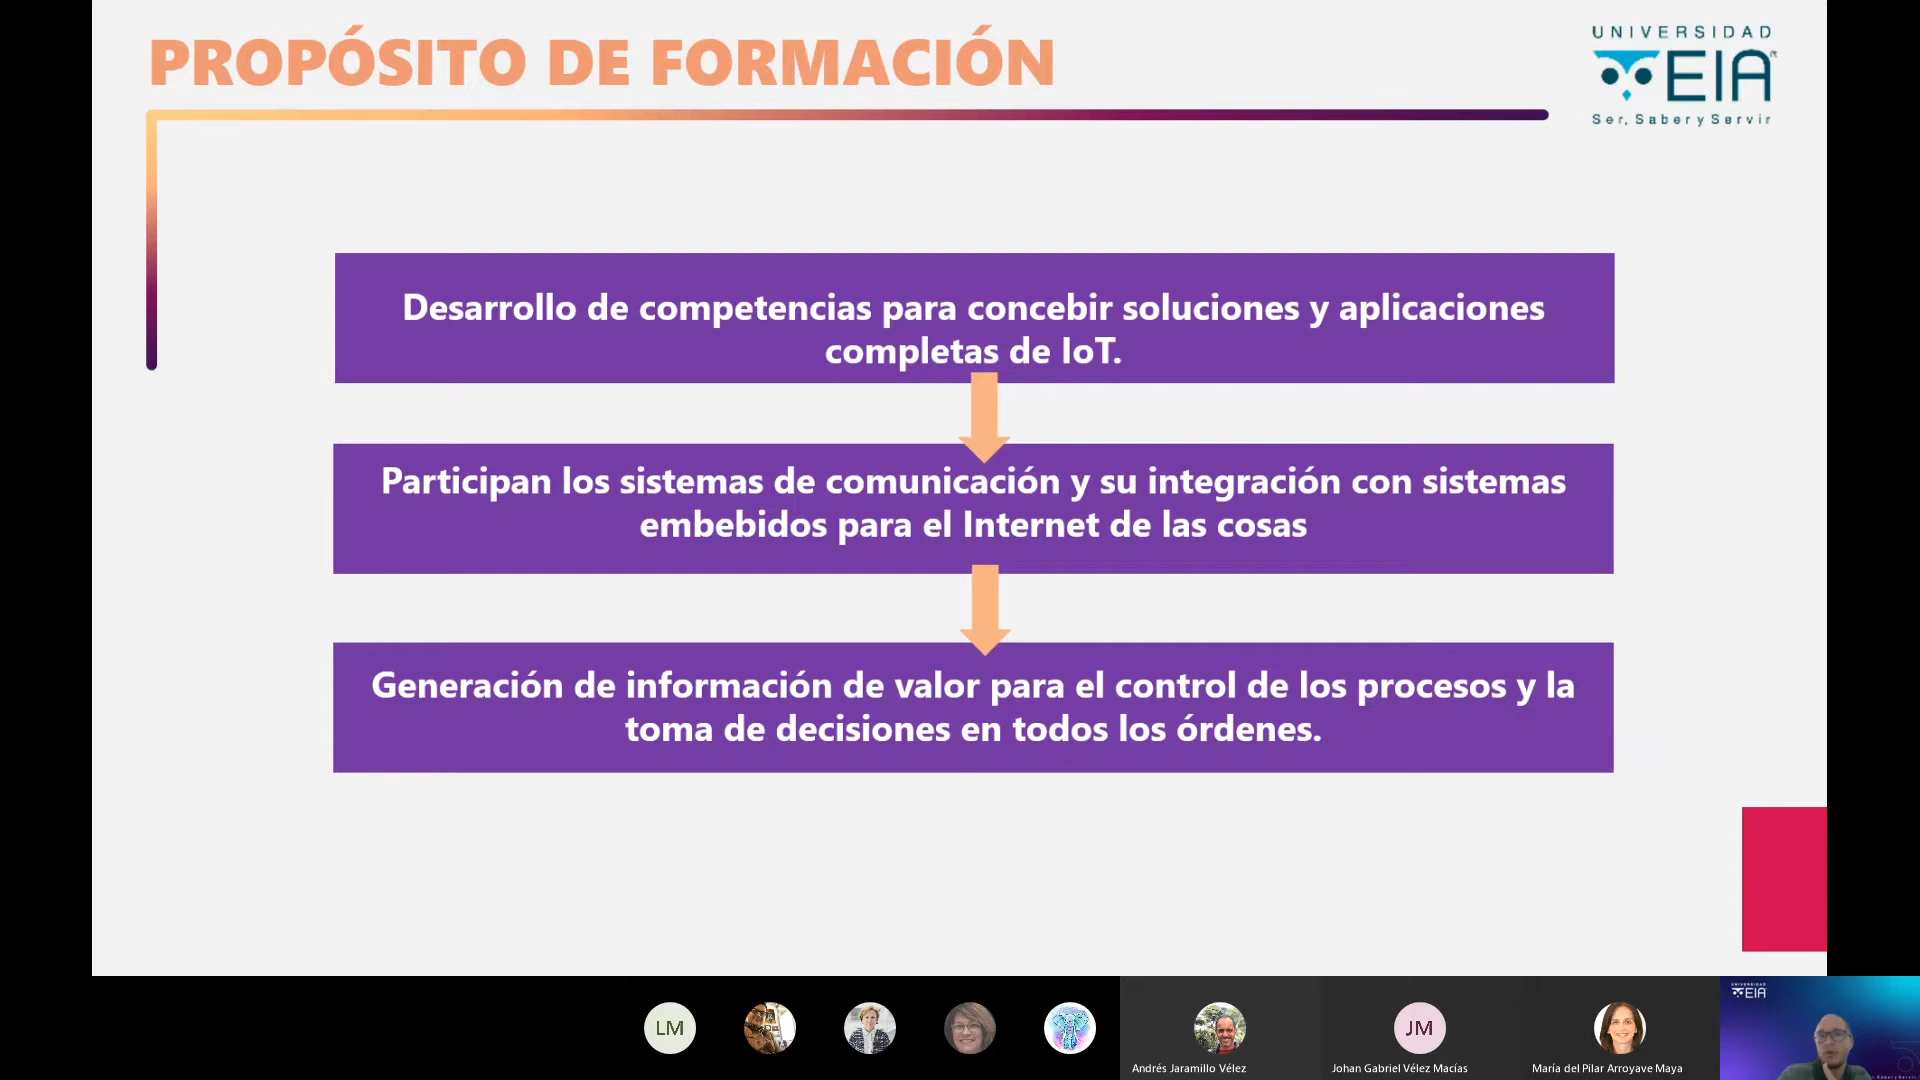 PROPÓSITO DE FORMACIÓN
UNIVERSIDAD
EIA
Ser, Saber y Servir
Desarrollo de competencias para concebir soluciones y aplicaciones
completas de IoT.
Participan los sistemas de comunicación y su integración con sistemas
embebidos para el Internet de las cosas
Generación de información de valor para el control de los procesos y la
toma de decisiones en todos los órdenes.
LM
JM
Andrés Jaramillo Vélez
Johan Gabriel Vélez Macías
María del Pilar Arroyave Maya
UNIVERSIDAD
EIA